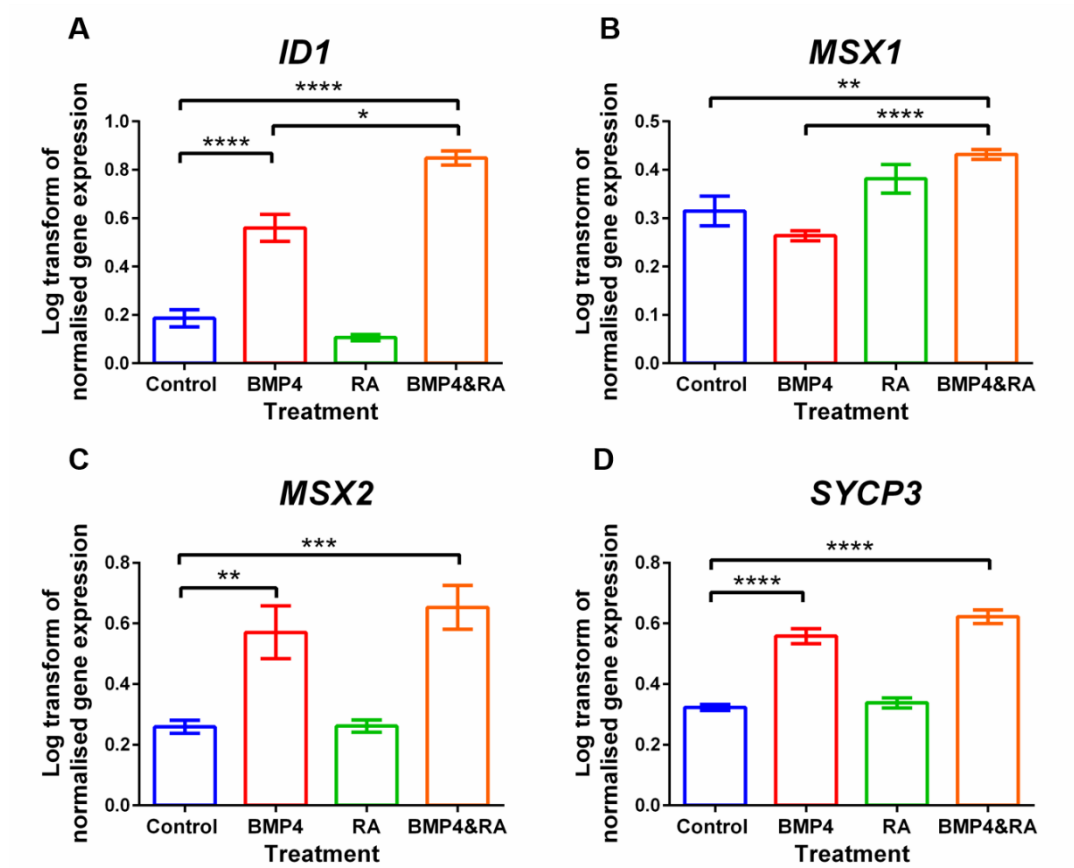 A
ID1
****
*
****
Log transform of
normalised gene expression
1.0
0.8
0.6
0.4
0.2
0.0
Control BMP4 RA BMP4&RA
Treatment
B
MSX1
**
****
Log transform of
normalised gene expression
0.5
0.4
0.3
0.2
0.1
0.0
Control BMP4 RA BMP4&RA
Treatment
C
MSX2
***
**
Log transform of
normalised gene expression
0.8
0.6
0.4
0.2
0.0
Control BMP4 RA BMP4&RA
Treatment
D
SYCP3
****
****
Log transform of
normalised gene expression
0.8
0.6
0.4
0.2
0.0
Control BMP4 RA BMP4&RA
Treatment